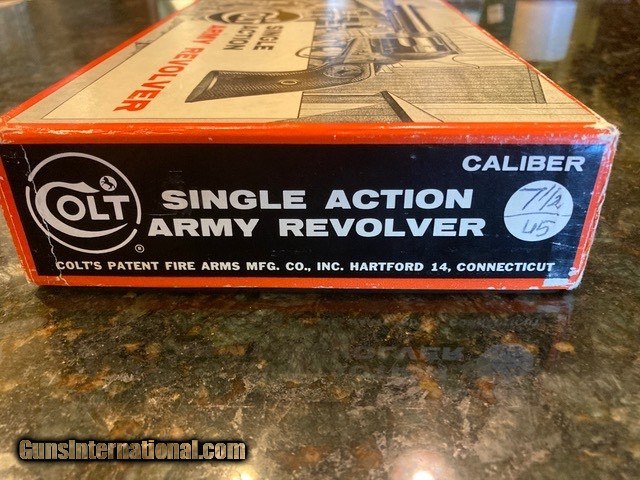 SINGLE
ACTION
ARMY REVOLVER
CALIBER
COLT
®
SINGLE ACTION
ARMY REVOLVER
7 1/2
45
COLT'S PATENT FIRE ARMS MFG. CO., INC. HARTFORD 14, CONNECTICUT
GunsInternational.com